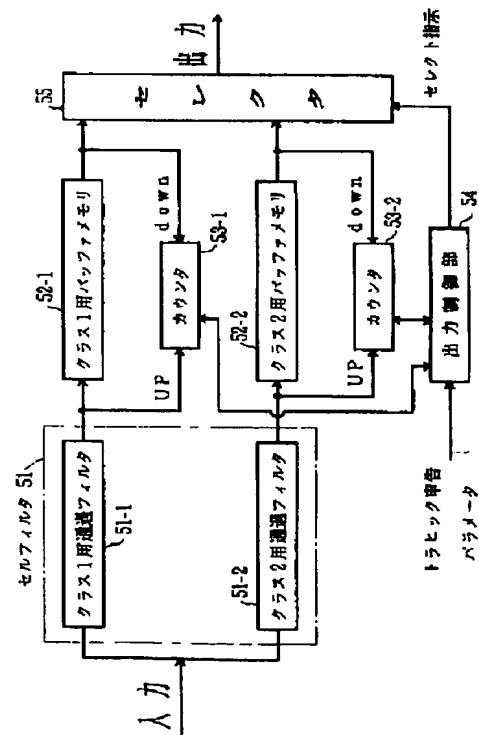 入力
セルフィルタ 51
クラス1用通過フィルタ
51-1
クラス2用通過フィルタ
51-2
UP
UP
52-1
クラス1用バッファメモリ
カウンタ
53-1
down
52-2
クラス2用バッファメモリ
カウンタ
53-2
down
トラヒック申告
パラメータ
出力制御部
54
セレクト指示
55
セレクタ
出力